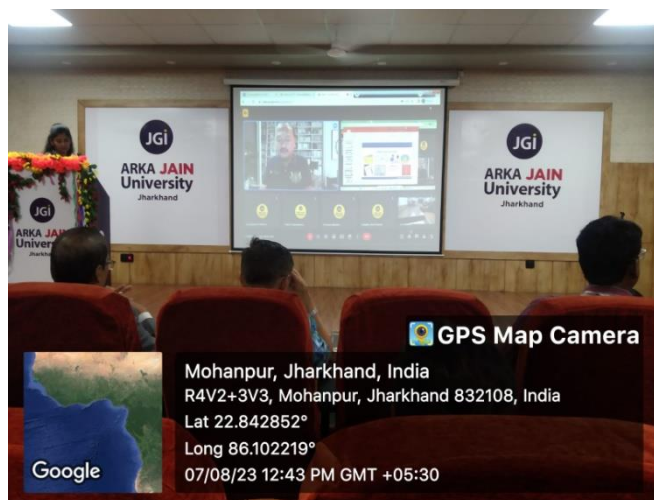 JGi
ARKA JAIN
University
Jharkhand
JGi
ARKA JAIN
University
Jharkhand
JGi
ARKA JAIN
Univers
Jharkha
GPS Map Camera
Mohanpur, Jharkhand, India
R4V2+3V3, Mohanpur, Jharkhand 832108, India
Lat 22.842852°
Long 86.102219°
07/08/23 12:43 PM GMT +05:30
Google